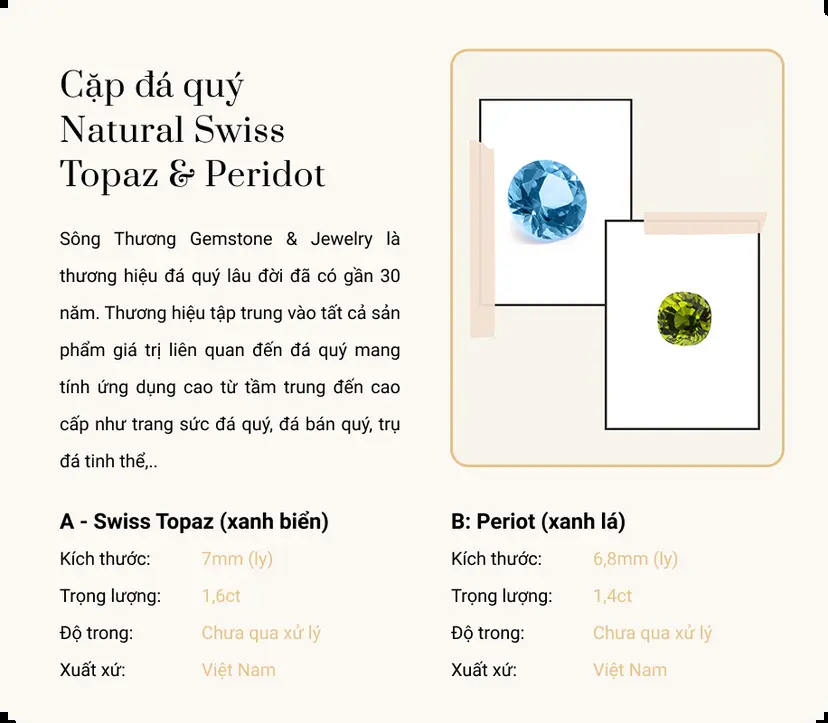 Cặp đá quý
Natural Swiss
Topaz & Peridot
Sông Thương Gemstone & Jewelry là
thương hiệu đá quý lâu đời đã có gần 30
năm. Thương hiệu tập trung vào tất cả sản
phẩm giá trị liên quan đến đá quý mang
tính ứng dụng cao từ tầm trung đến cao
cấp như trang sức đá quý, đá bán quý, trụ
đá tinh thể,..
A - Swiss Topaz (xanh biển)
Kích thước: 7mm (ly)
Trọng lượng: 1,6ct
Độ trong: Chưa qua xử lý
Xuất xứ: Việt Nam
B: Periot (xanh lá)
Kích thước: 6,8mm (ly)
Trọng lượng: 1,4ct
Độ trong: Chưa qua xử lý
Xuất xứ: Việt Nam